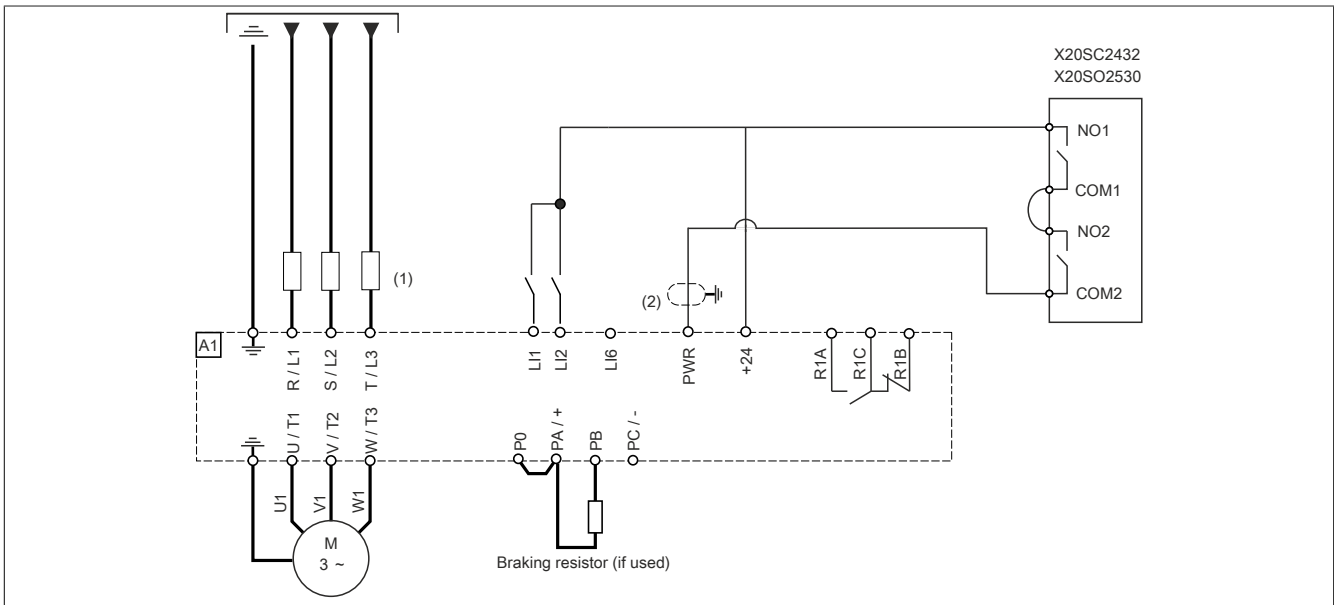 X20SC2432
X20SO2530
NO1
COM1
NO2
COM2
(1)
(2)
A1
R / L1
S / L2
T / L3
LI1
LI2
LI6
PWR
+24
R1A
R1C
R1B
U / T1
V / T2
W / T3
P0
PA / +
PB
PC / -
U1
V1
W1
M
3 ~
Braking resistor (if used)